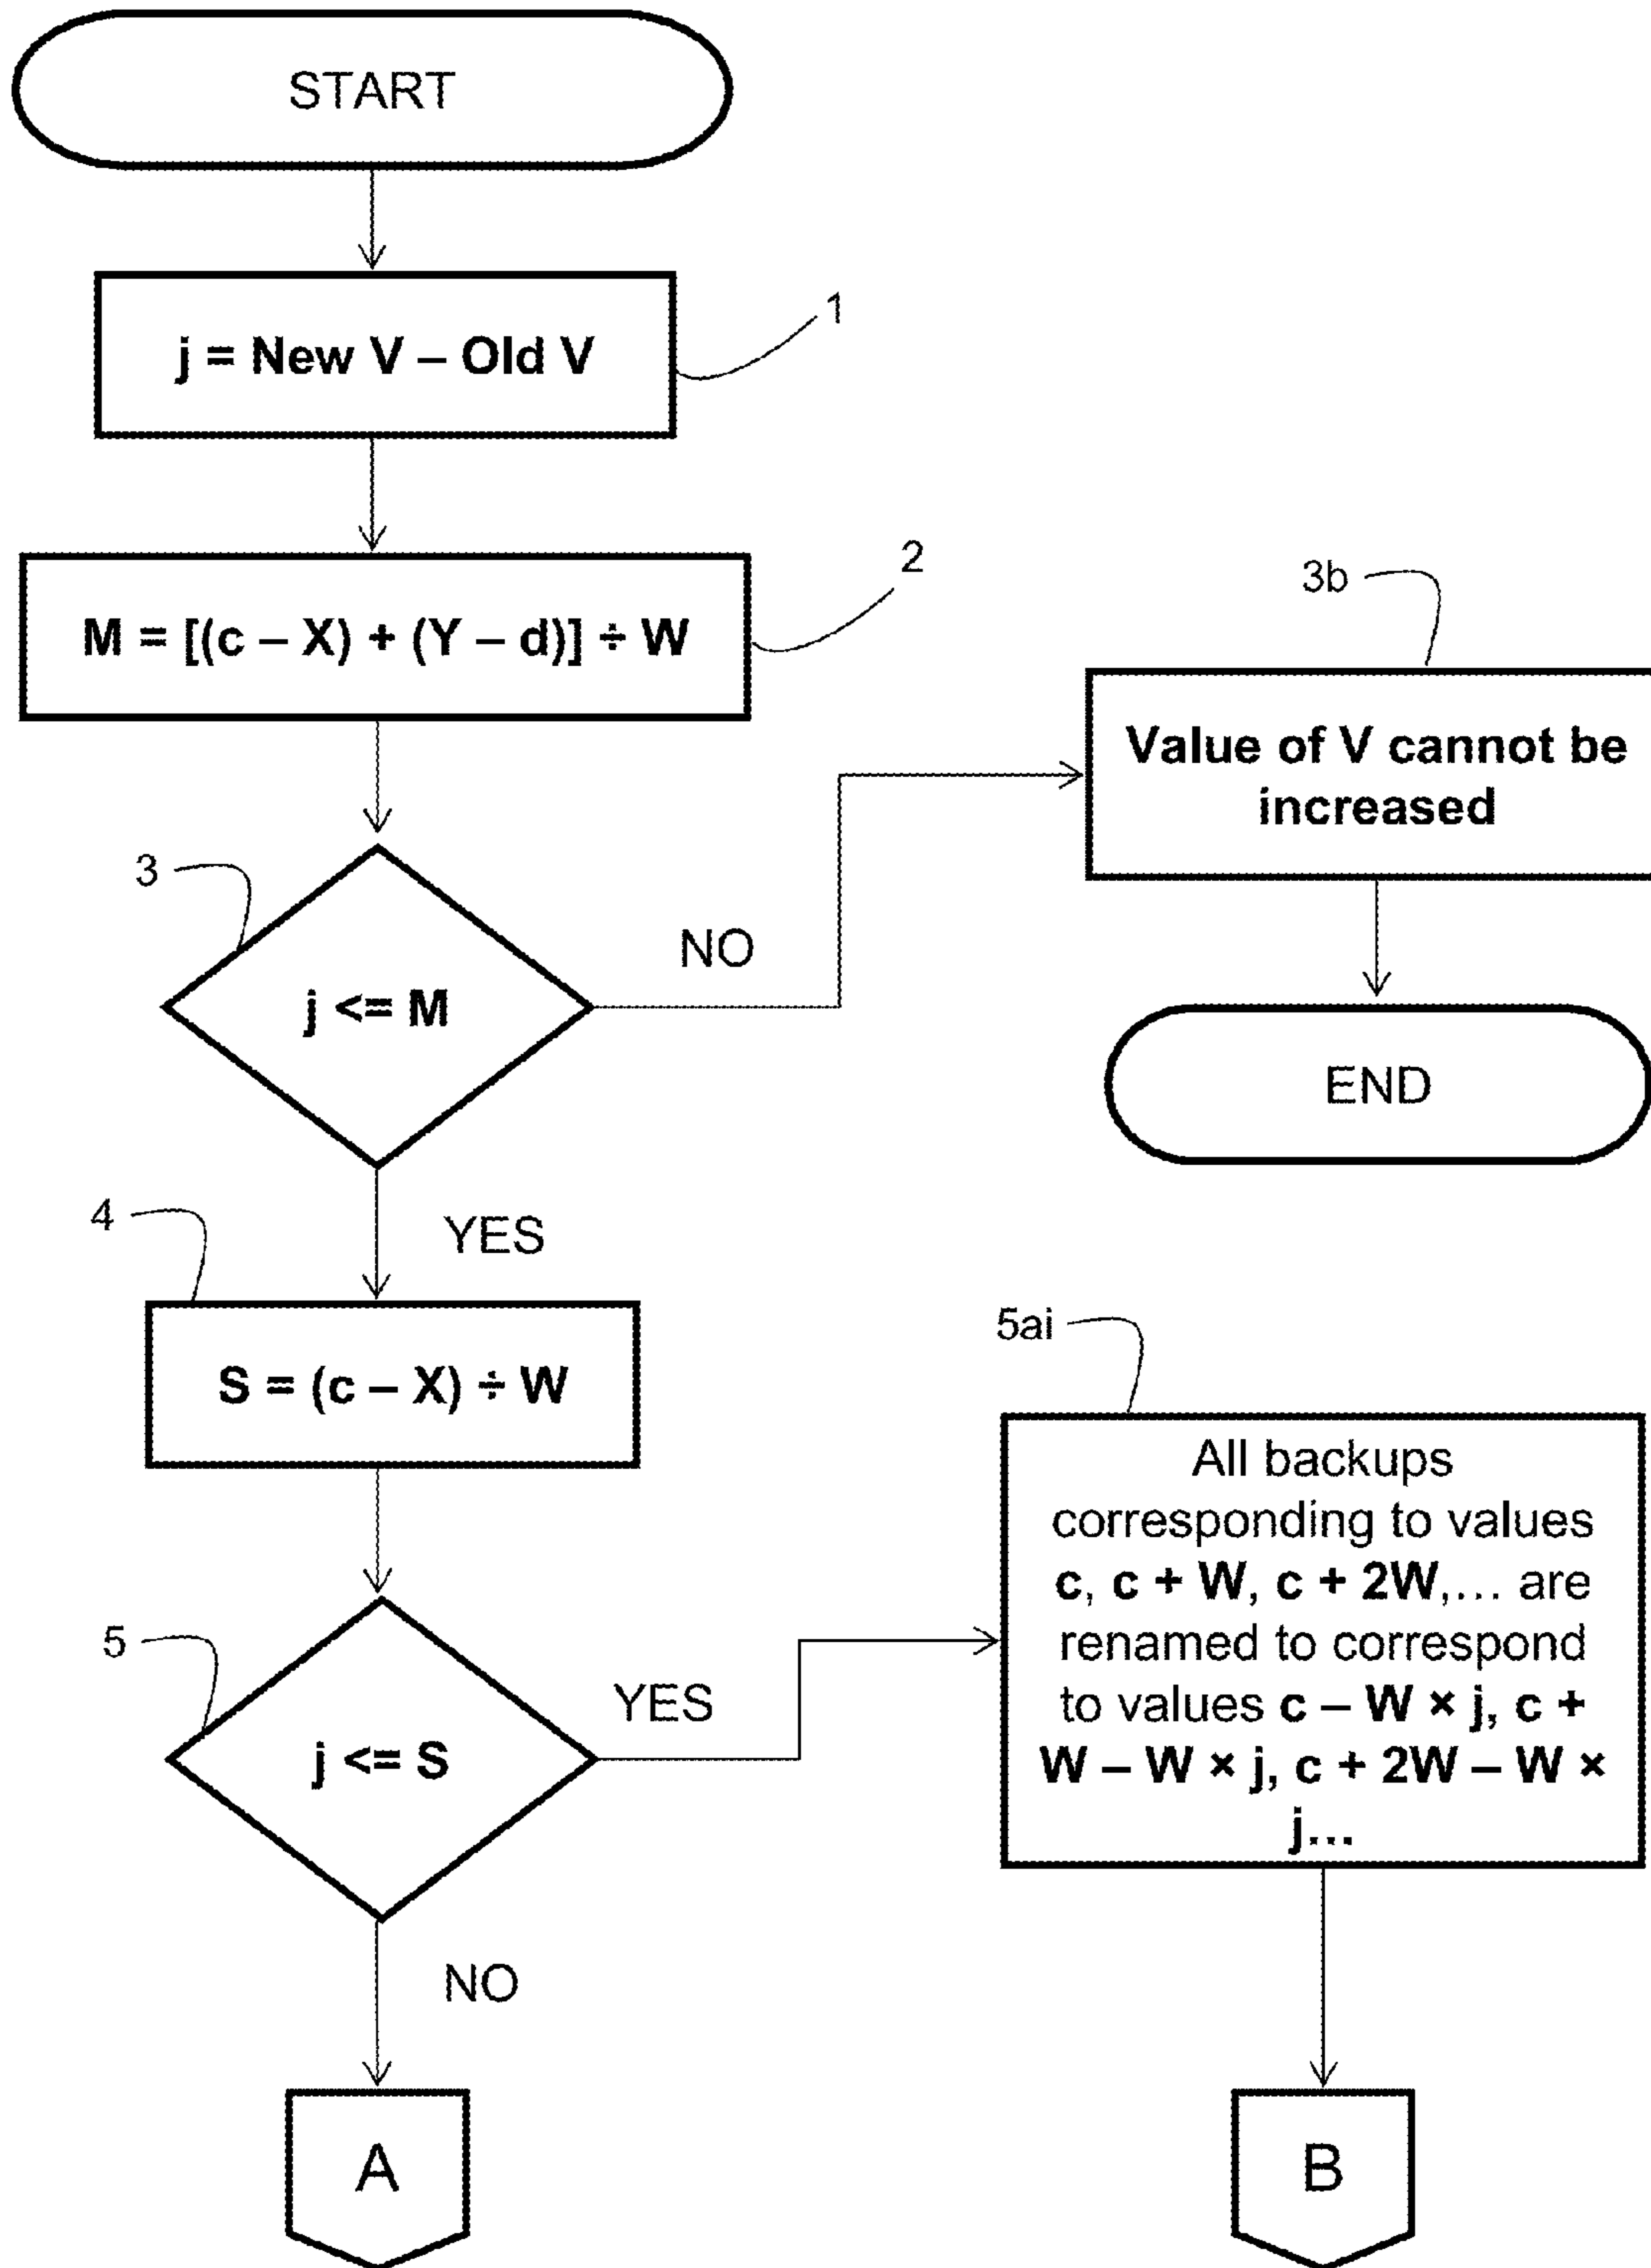 START
1
j = New V – Old V
2
M = [(c – X) + (Y – d)] ÷ W
3b
Value of V cannot be
increased
3
j <= M
NO
END
YES
4
S = (c – X) ÷ W
5ai
All backups
corresponding to values
c, c + W, c + 2W,... are
renamed to correspond
to values c – W × j, c +
W – W × j, c + 2W – W ×
j...
5
j <= S
YES
NO
A
B